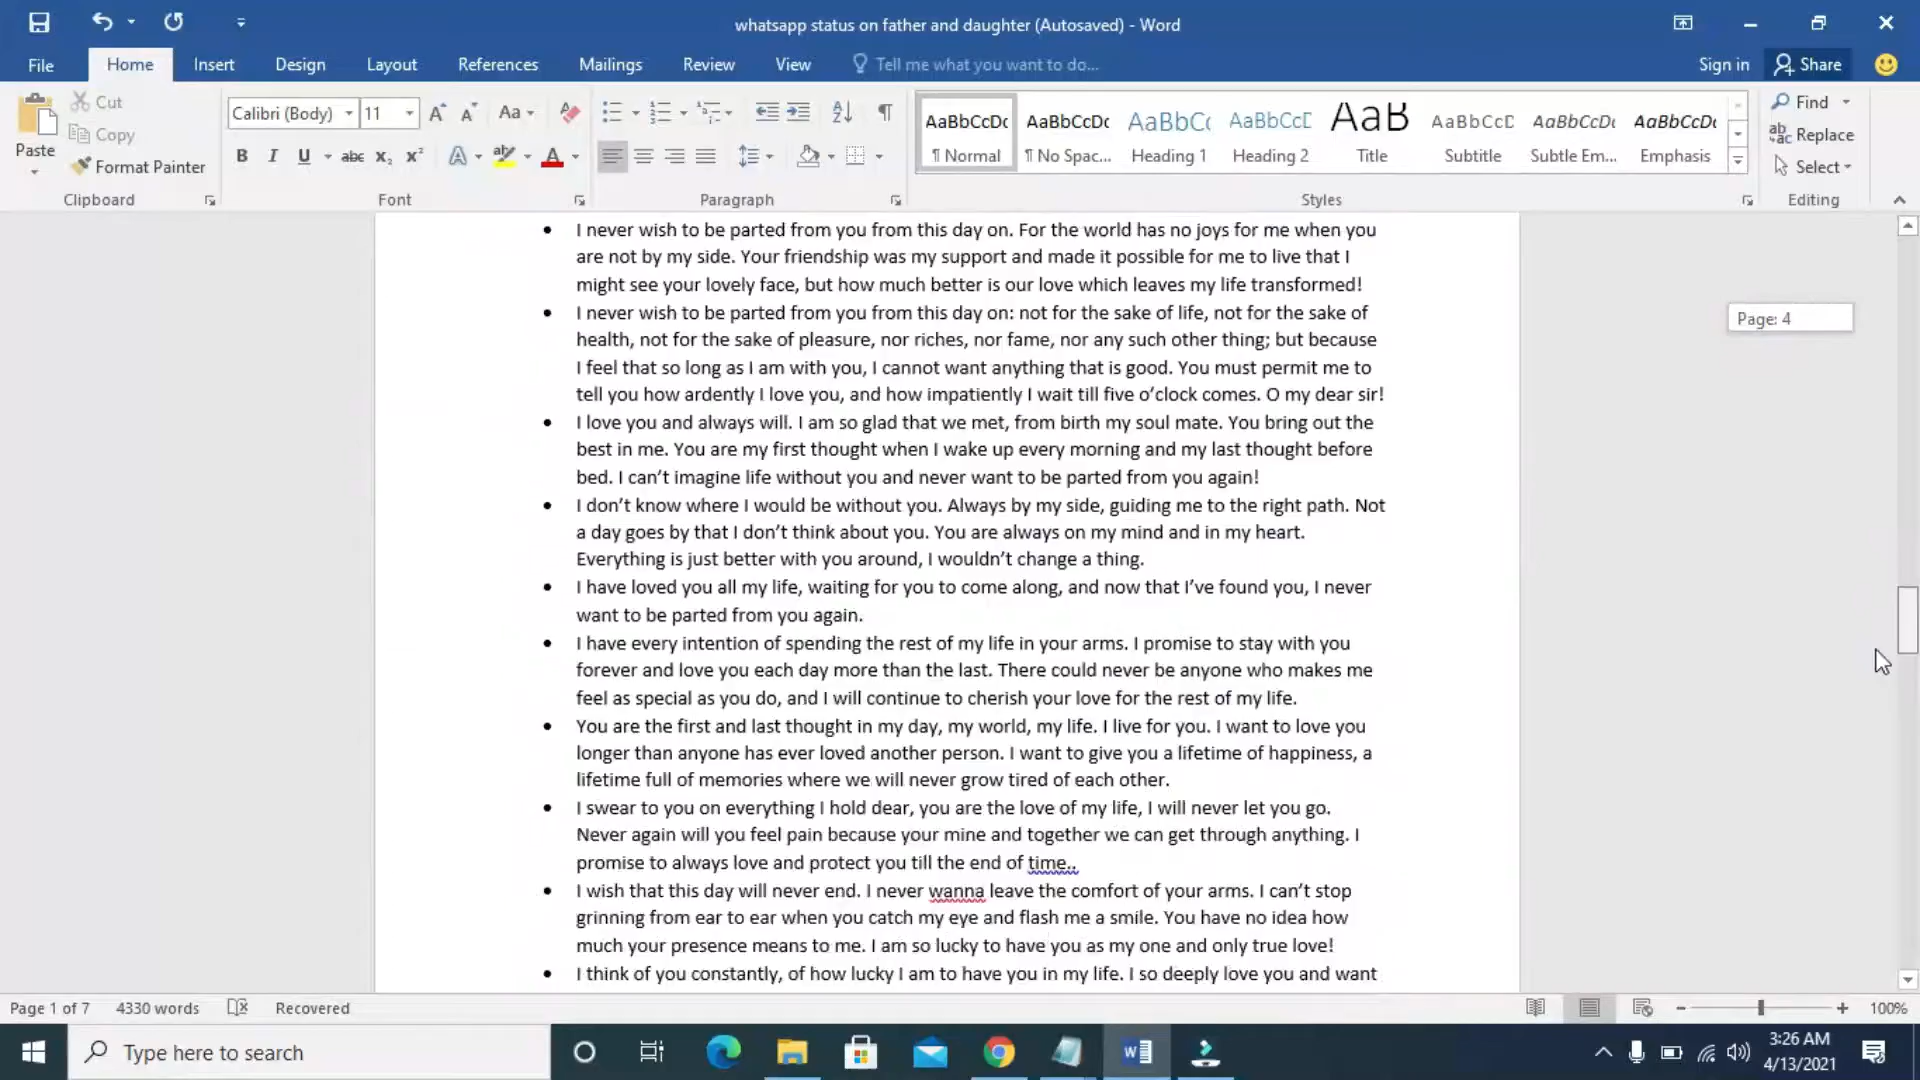 whatsapp status on father and daughter (Autosaved) - Word
File Home Insert Design Layout References Mailings Review View Tell me what you want to do... Sign in Share
Paste
Cut
Copy
Format Painter
Clipboard
Calibri (Body) 11
Font
Paragraph
AaBbCcDc AaBbCcDc AaBbCc AaBbCcD AaB AaBbCcD AaBbCcDc AaBbCcDc
¶ Normal ¶ No Spac... Heading 1 Heading 2 Title Subtitle Subtle Em... Emphasis
Styles
Find
Replace
Select
Editing
• I never wish to be parted from you from this day on. For the world has no joys for me when you
are not by my side. Your friendship was my support and made it possible for me to live that I
might see your lovely face, but how much better is our love which leaves my life transformed!
• I never wish to be parted from you from this day on: not for the sake of life, not for the sake of
health, not for the sake of pleasure, nor riches, nor fame, nor any such other thing; but because
I feel that so long as I am with you, I cannot want anything that is good. You must permit me to
tell you how ardently I love you, and how impatiently I wait till five o’clock comes. O my dear sir!
• I love you and always will. I am so glad that we met, from birth my soul mate. You bring out the
best in me. You are my first thought when I wake up every morning and my last thought before
bed. I can’t imagine life without you and never want to be parted from you again!
• I don’t know where I would be without you. Always by my side, guiding me to the right path. Not
a day goes by that I don’t think about you. You are always on my mind and in my heart.
Everything is just better with you around, I wouldn’t change a thing.
• I have loved you all my life, waiting for you to come along, and now that I’ve found you, I never
want to be parted from you again.
• I have every intention of spending the rest of my life in your arms. I promise to stay with you
forever and love you each day more than the last. There could never be anyone who makes me
feel as special as you do, and I will continue to cherish your love for the rest of my life.
• You are the first and last thought in my day, my world, my life. I live for you. I want to love you
longer than anyone has ever loved another person. I want to give you a lifetime of happiness, a
lifetime full of memories where we will never grow tired of each other.
• I swear to you on everything I hold dear, you are the love of my life, I will never let you go.
Never again will you feel pain because your mine and together we can get through anything. I
promise to always love and protect you till the end of time..
• I wish that this day will never end. I never wanna leave the comfort of your arms. I can’t stop
grinning from ear to ear when you catch my eye and flash me a smile. You have no idea how
much your presence means to me. I am so lucky to have you as my one and only true love!
• I think of you constantly, of how lucky I am to have you in my life. I so deeply love you and want
Page: 4
Page 1 of 7 4330 words Recovered 100%
Type here to search
3:26 AM
4/13/2021